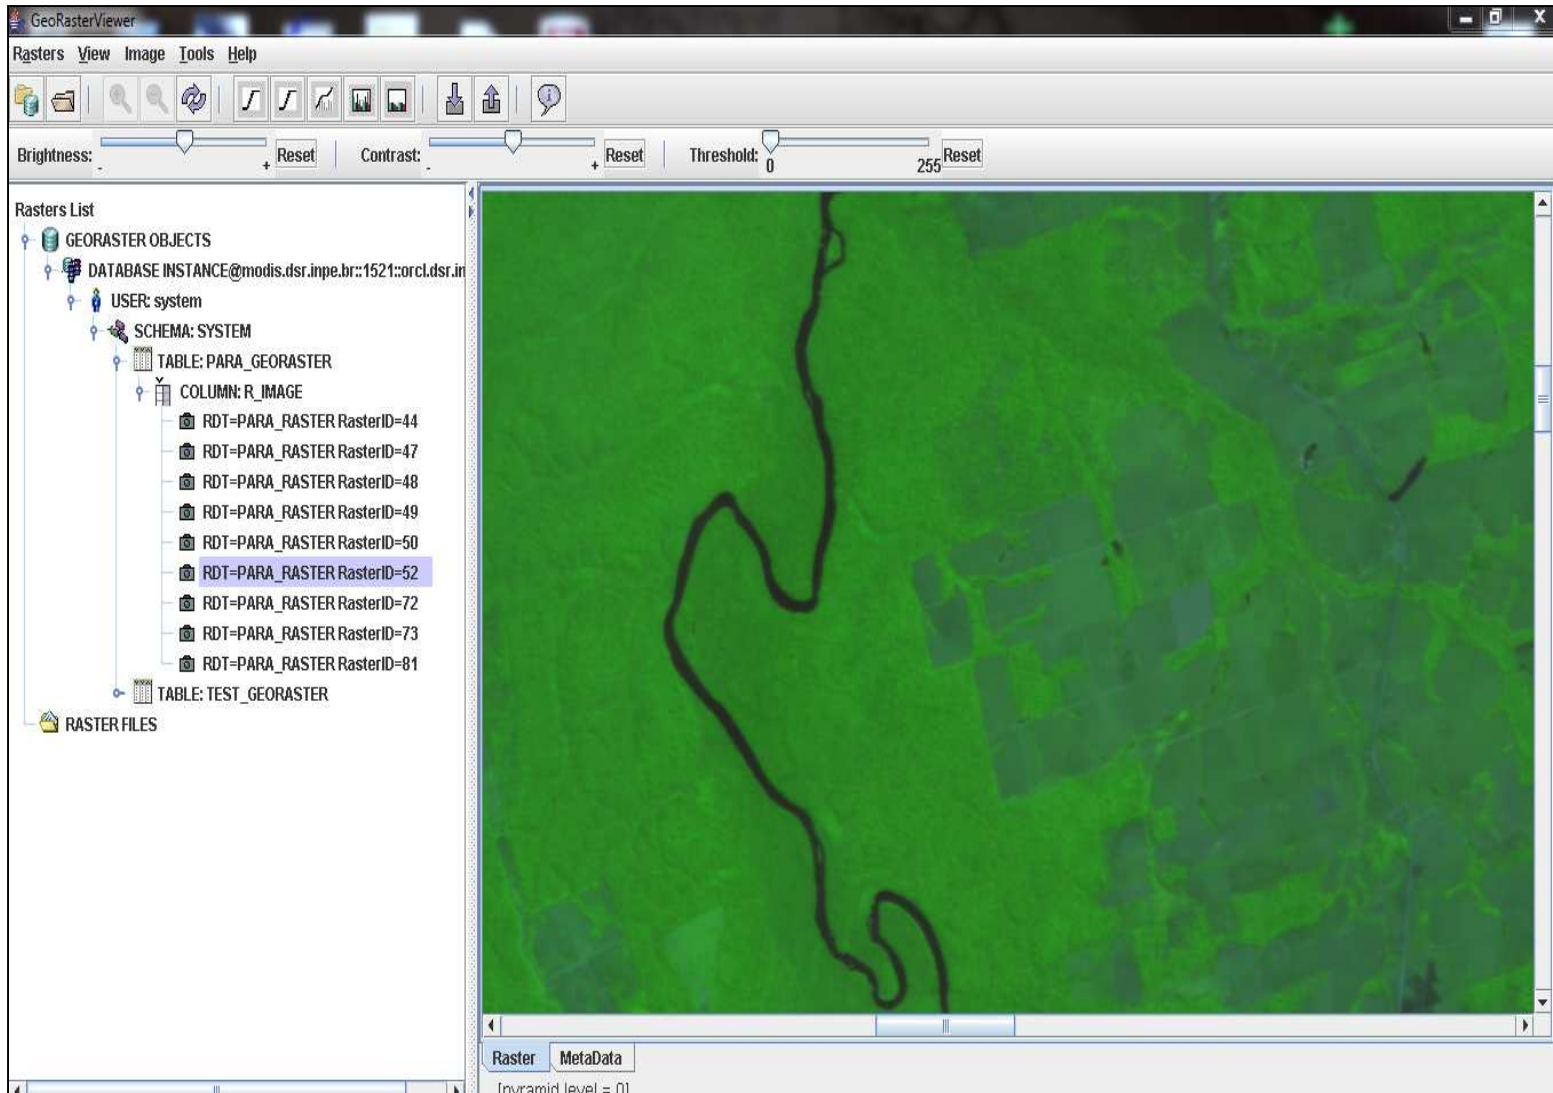 GeoRasterViewer
Rasters View Image Tools Help
Brightness: - + Reset Contrast: - + Reset Threshold: 0 255 Reset
Rasters List
GEORASTER OBJECTS
DATABASE INSTANCE@modis.dsr.inpe.br::1521::orcl.dsr.in
USER: system
SCHEMA: SYSTEM
TABLE: PARA_GEORASTER
COLUMN: R_IMAGE
RDT=PARA_RASTER RasterID=44
RDT=PARA_RASTER RasterID=47
RDT=PARA_RASTER RasterID=48
RDT=PARA_RASTER RasterID=49
RDT=PARA_RASTER RasterID=50
RDT=PARA_RASTER RasterID=52
RDT=PARA_RASTER RasterID=72
RDT=PARA_RASTER RasterID=73
RDT=PARA_RASTER RasterID=81
TABLE: TEST_GEORASTER
RASTER FILES
Raster MetaData
[pyramid level = 0]